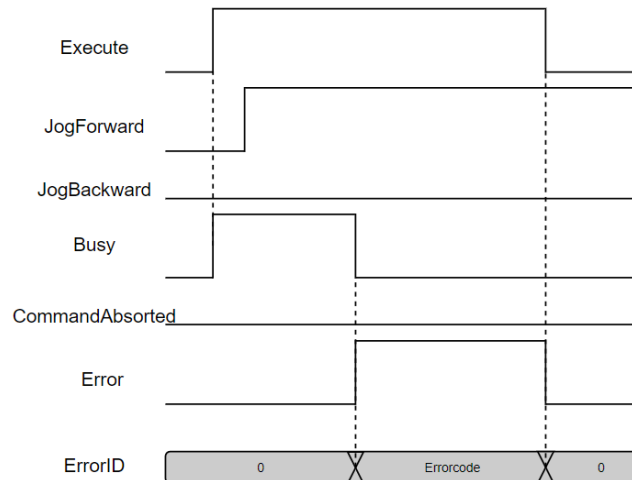 Execute
JogForward
JogBackward
Busy
CommandAbsorted
Error
ErrorID 0 Errorcode 0